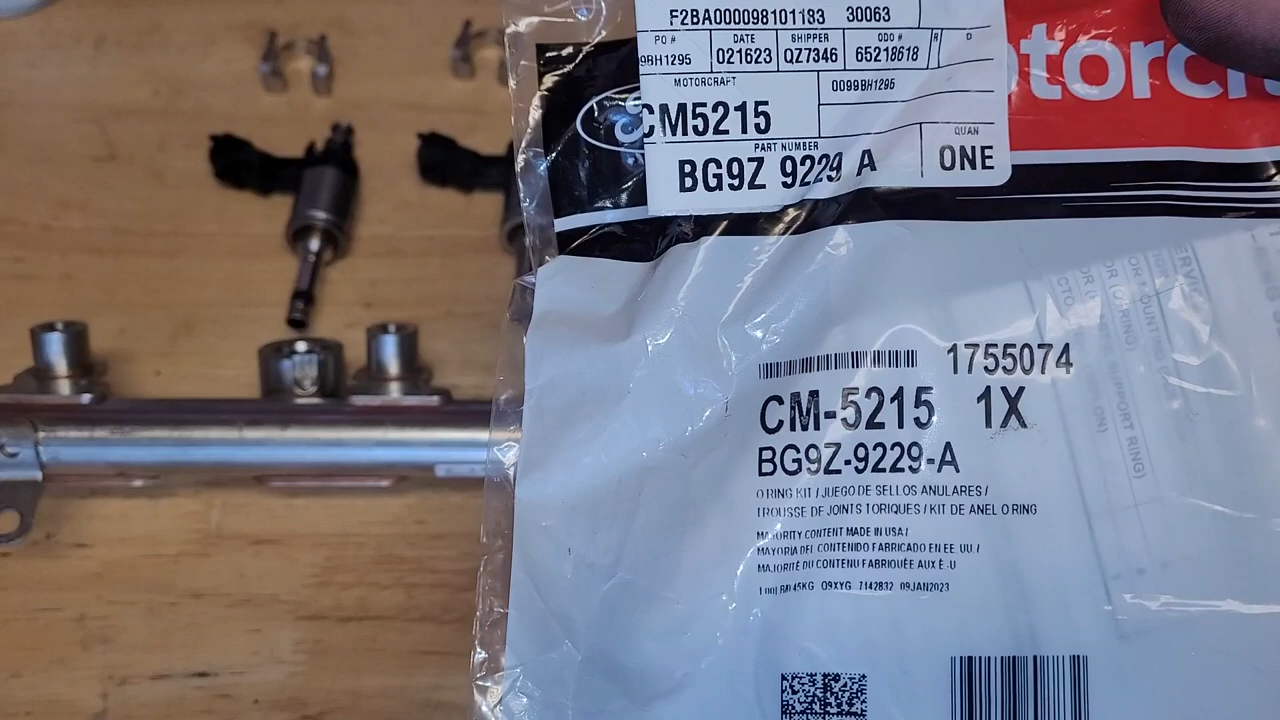 F2BA000098101183 30063
PO # DATE SHIPPER ODO # R D
9BH1295 021623 QZ7346 65218618
MOTORCRAFT 0099BH1295
CM5215
PART NUMBER QUAN
BG9Z 9229 A ONE
otorcr
1755074
CM-5215 1X
BG9Z-9229-A
O RING KIT / JUEGO DE SELLOS ANULARES /
TROUSSE DE JOINTS TORIQUES / KIT DE ANEL O RING
MAJORITY CONTENT MADE IN USA /
MAYORIA DEL CONTENIDO FABRICADO EN EE. UU. /
MAJORITÉ DU CONTENU FABRIQUÉE AUX É.-U
09XYG 7142832 09JAN2023
SUPPORT RING)